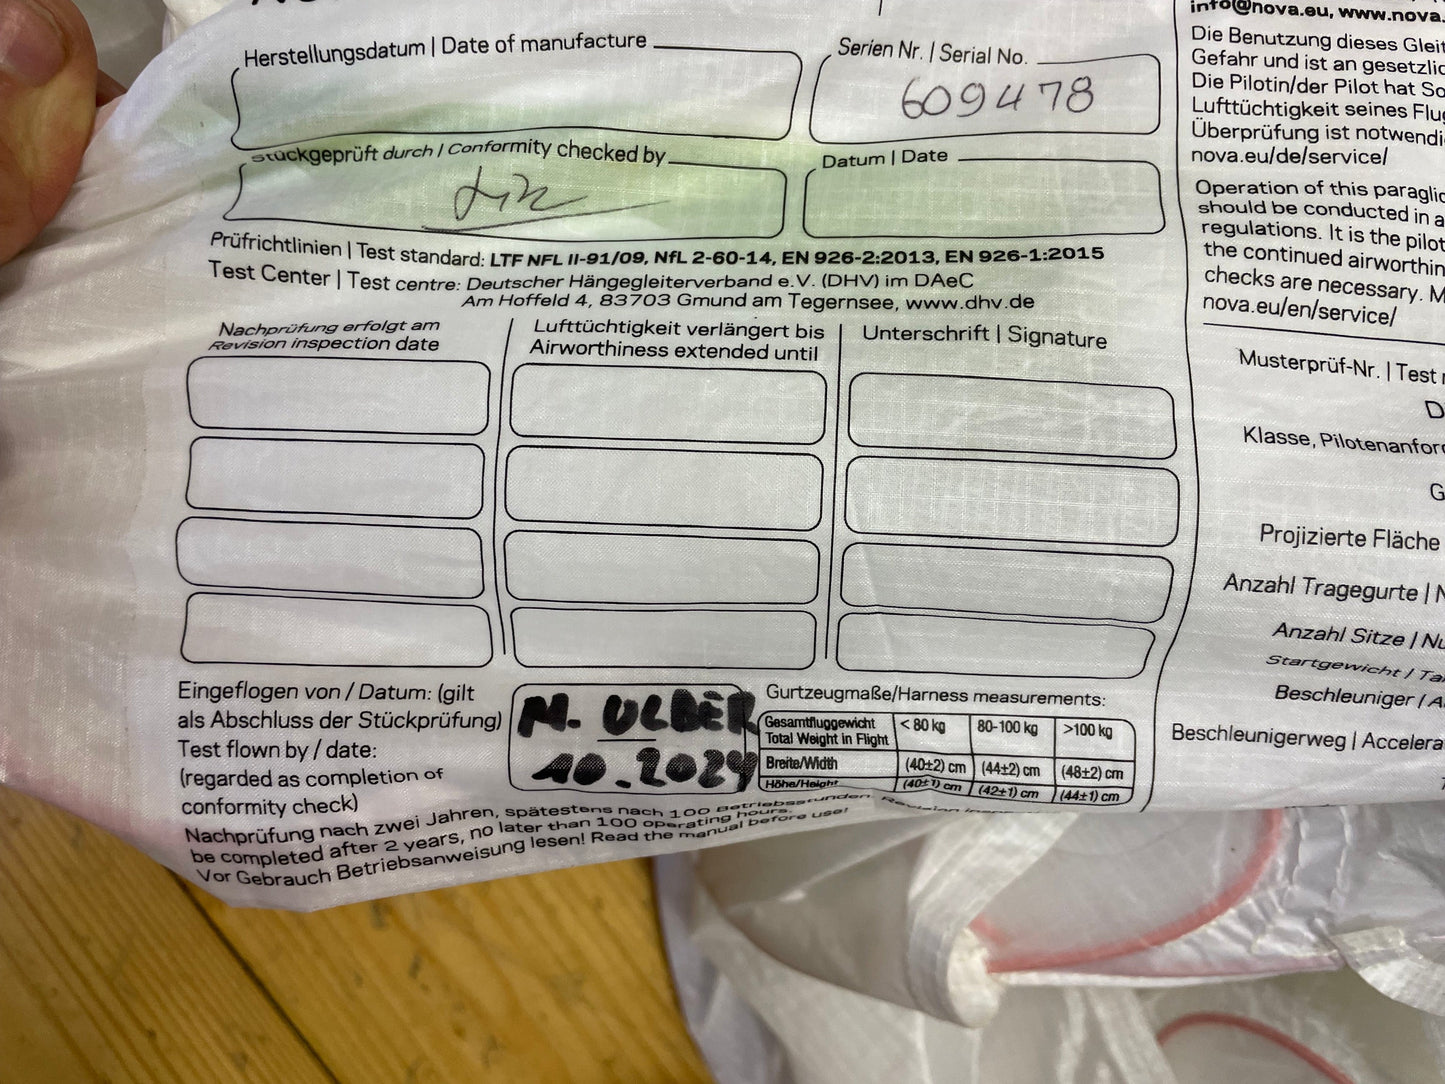 Herstellungsdatum | Date of manufacture
Serien Nr. | Serial No.
609478
Stückgeprüft durch | Conformity checked by
Datum | Date
Prüfrichtlinien | Test standard: LTF NFL II-91/09, NfL 2-60-14, EN 926-2:2013, EN 926-1:2015
Test Center | Test centre: Deutscher Hängegleiterverband e.V. (DHV) im DAeC
Am Hoffeld 4, 83703 Gmund am Tegernsee, www.dhv.de
Nachprüfung erfolgt am
Revision inspection date
Lufttüchtigkeit verlängert bis
Airworthiness extended until
Unterschrift | Signature
Eingeflogen von / Datum: (gilt
als Abschluss der Stückprüfung)
Test flown by / date:
(regarded as completion of
conformity check)
M. ULBER
10.2024
Gurtzeugmaße/Harness measurements:
Gesamtfluggewicht < 80 kg 80-100 kg >100 kg
Total Weight in Flight
Breite/Width (40±2) cm (44±2) cm (48±2) cm
Höhe/Height (40±1) cm (42±1) cm (44±1) cm
Nachprüfung nach zwei Jahren, spätestens nach 100 Betriebsstunden. Revision
be completed after 2 years, no later than 100 operating hours.
Vor Gebrauch Betriebsanweisung lesen! Read the manual before use!
info@nova.eu, www.nova.
Die Benutzung dieses Gleit
Gefahr und ist an gesetzlic
Die Pilotin/der Pilot hat So
Lufttüchtigkeit seines Flug
Überprüfung ist notwendi
nova.eu/de/service/
Operation of this paraglid
should be conducted in a
regulations. It is the pilot
the continued airworthin
checks are necessary. M
nova.eu/en/service/
Musterprüf-Nr. | Test
D
Klasse, Pilotenanfor
G
Projizierte Fläche
Anzahl Tragegurte | N
Anzahl Sitze | Nu
Startgewicht / Ta
Beschleuniger / A
Beschleunigerweg | Accelera